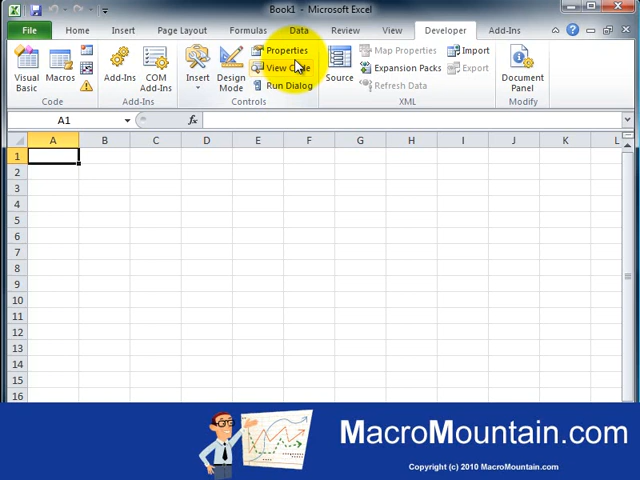 Book1 - Microsoft Excel
File Home Insert Page Layout Formulas Data Review View Developer Add-Ins
Visual Basic
Macros
Add-Ins
COM Add-Ins
Insert
Design Mode
Properties
View Code
Run Dialog
Source
Map Properties
Expansion Packs
Refresh Data
Import
Export
Document Panel
Code Add-Ins Controls XML Modify
A1 fx
A B C D E F G H I J K L
1
2
3
4
5
6
7
8
9
10
11
12
13
14
15
16
MacroMountain.com
Copyright (c) 2010 MacroMountain.com